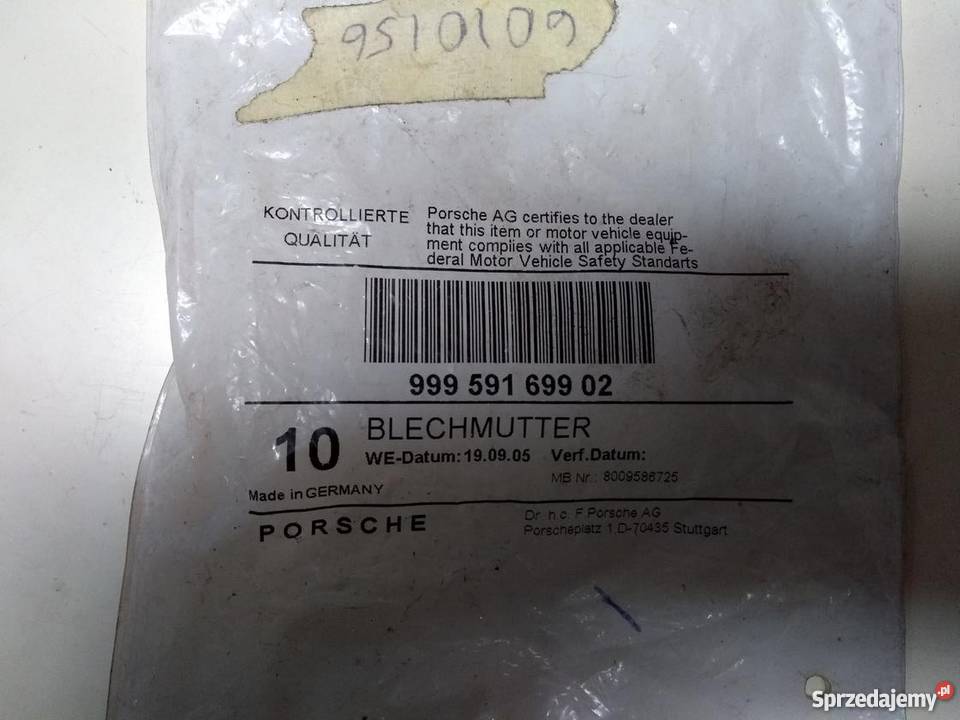 KONTROLLIERTE
QUALITÄT
Porsche AG certifies to the dealer
that this item or motor vehicle equip-
ment complies with all applicable Fe-
deral Motor Vehicle Safety Standarts
999 591 699 02
10 BLECHMUTTER
WE-Datum: 19.09.05 Verf.Datum:
MB Nr.: 8009586725
Made in GERMANY
PORSCHE
Dr. h.c. F.Porsche AG
Porscheplatz 1,D-70435 Stuttgart
Sprzedajemy.pl